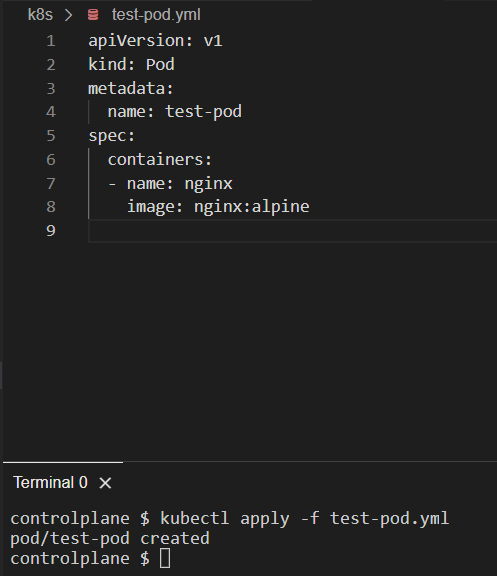 k8s > test-pod.yml
1 apiVersion: v1
2 kind: Pod
3 metadata:
4   name: test-pod
5 spec:
6   containers:
7   - name: nginx
8     image: nginx:alpine
9
Terminal 0 ×
controlplane $ kubectl apply -f test-pod.yml
pod/test-pod created
controlplane $